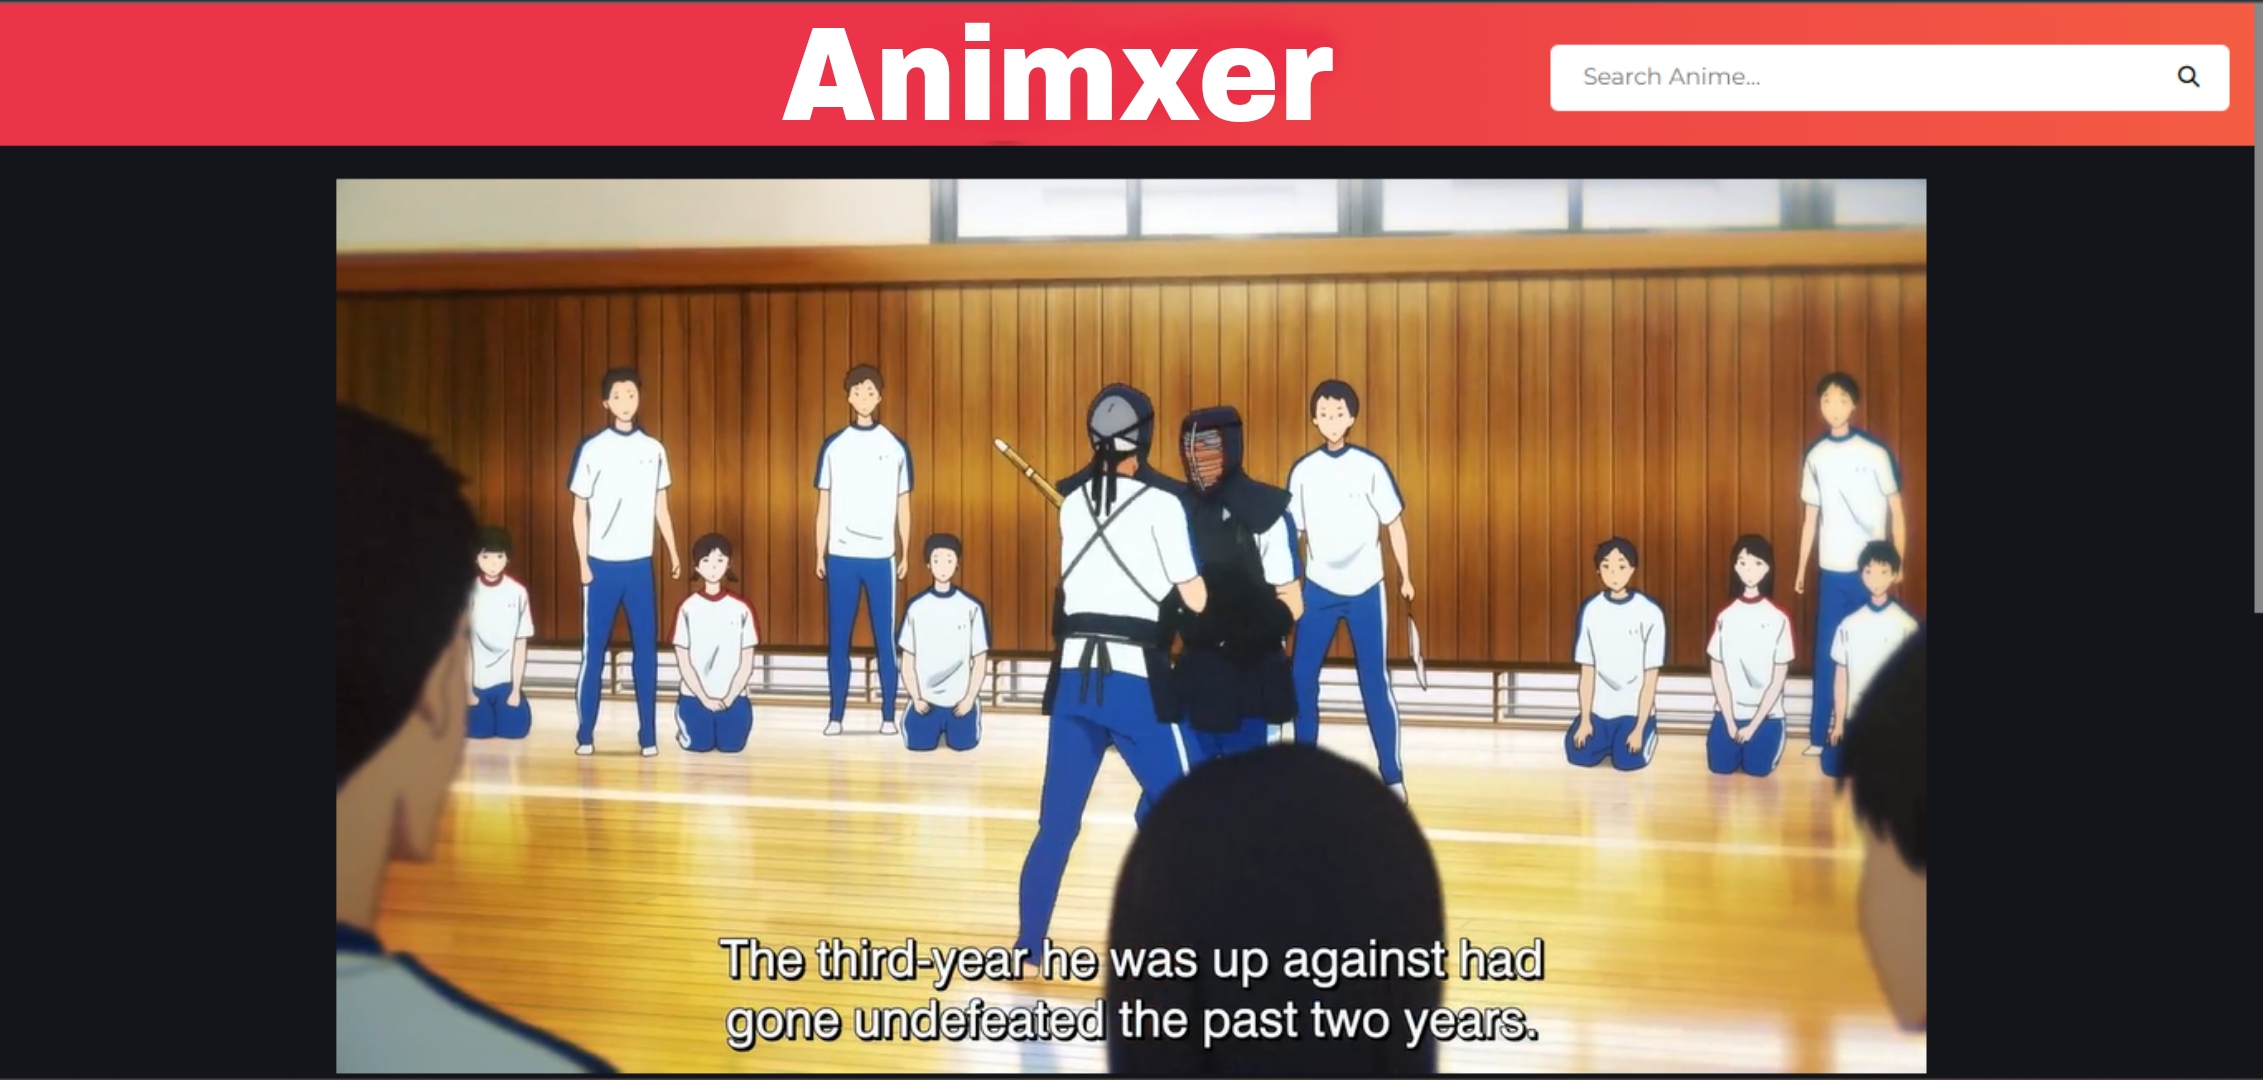 Animxer
Search Anime...
The third-year he was up against had
gone undefeated the past two years.